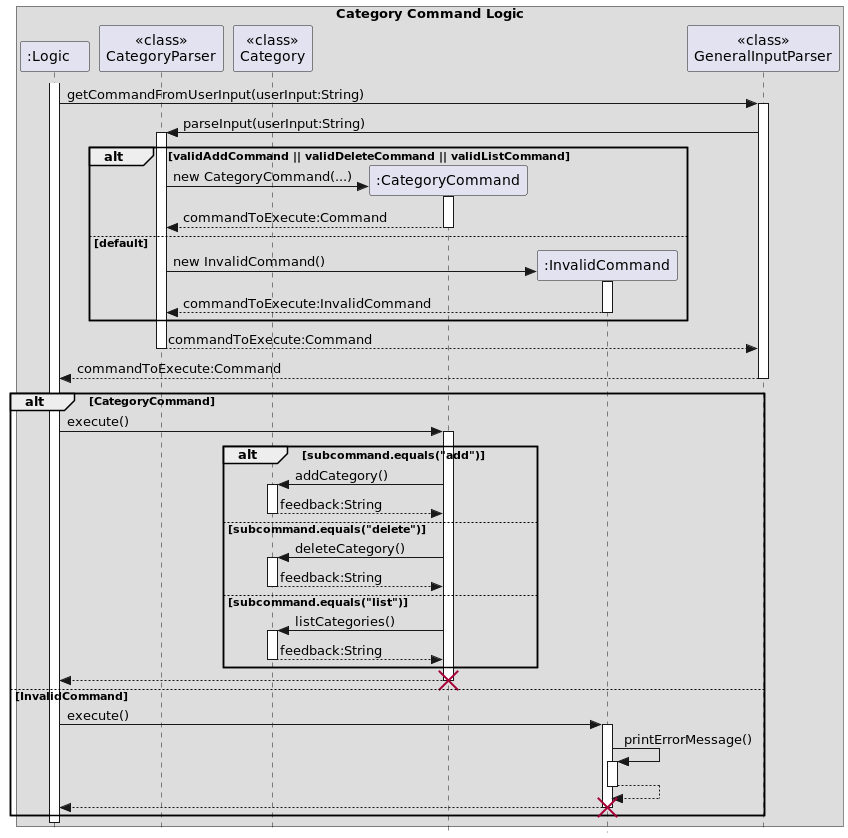 Category Command Logic
:Logic
«class»
CategoryParser
«class»
Category
«class»
GeneralInputParser
getCommandFromUserInput(userInput:String)
parseInput(userInput:String)
alt
[validAddCommand || validDeleteCommand || validListCommand]
new CategoryCommand(...)
:CategoryCommand
commandToExecute:Command
[default]
new InvalidCommand()
:InvalidCommand
commandToExecute:InvalidCommand
commandToExecute:Command
commandToExecute:Command
alt
[CategoryCommand]
execute()
alt
[subcommand.equals("add")]
addCategory()
feedback:String
[subcommand.equals("delete")]
deleteCategory()
feedback:String
[subcommand.equals("list")]
listCategories()
feedback:String
[InvalidCommand]
execute()
printErrorMessage()